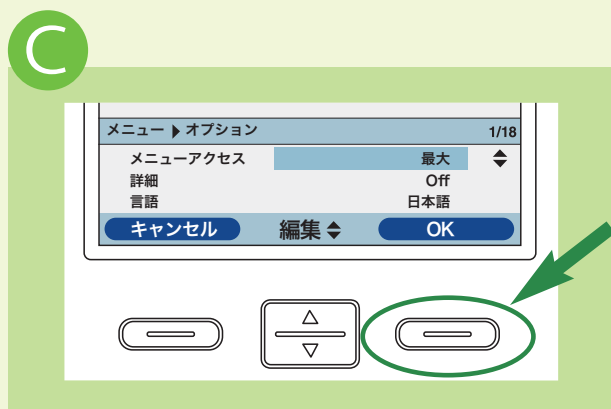 C
メニュー ▶ オプション 1/18
メニューアクセス 最大
詳細 Off
言語 日本語
キャンセル 編集 OK